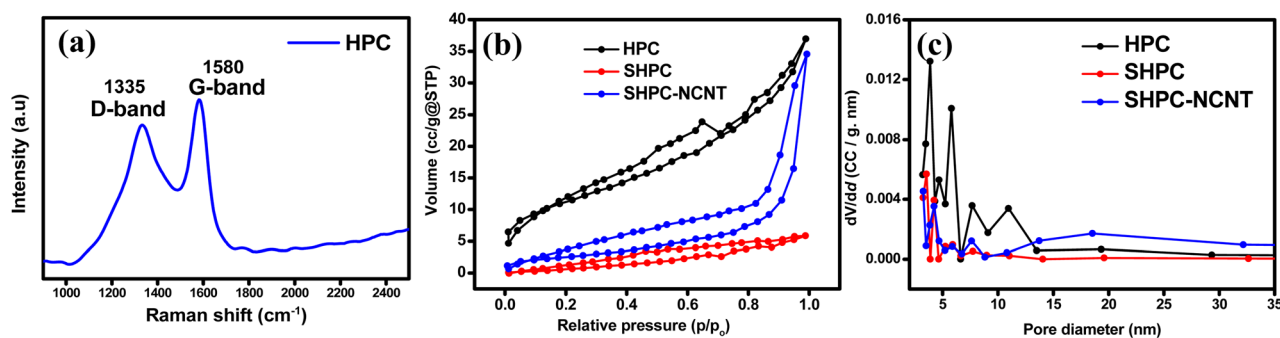 (a)
HPC
1335
D-band
1580
G-band
Intensity (a.u)
1000 1200 1400 1600 1800 2000 2200 2400
Raman shift (cm⁻¹)
(b)
HPC
SHPC
SHPC-NCNT
Volume (cc/g@STP)
40
35
30
25
20
15
10
5
0
0.0 0.2 0.4 0.6 0.8 1.0
Relative pressure (p/pₒ)
(c)
HPC
SHPC
SHPC-NCNT
dV/dd (CC / g. nm)
0.016
0.012
0.008
0.004
0.000
5 10 15 20 25 30 35
Pore diameter (nm)